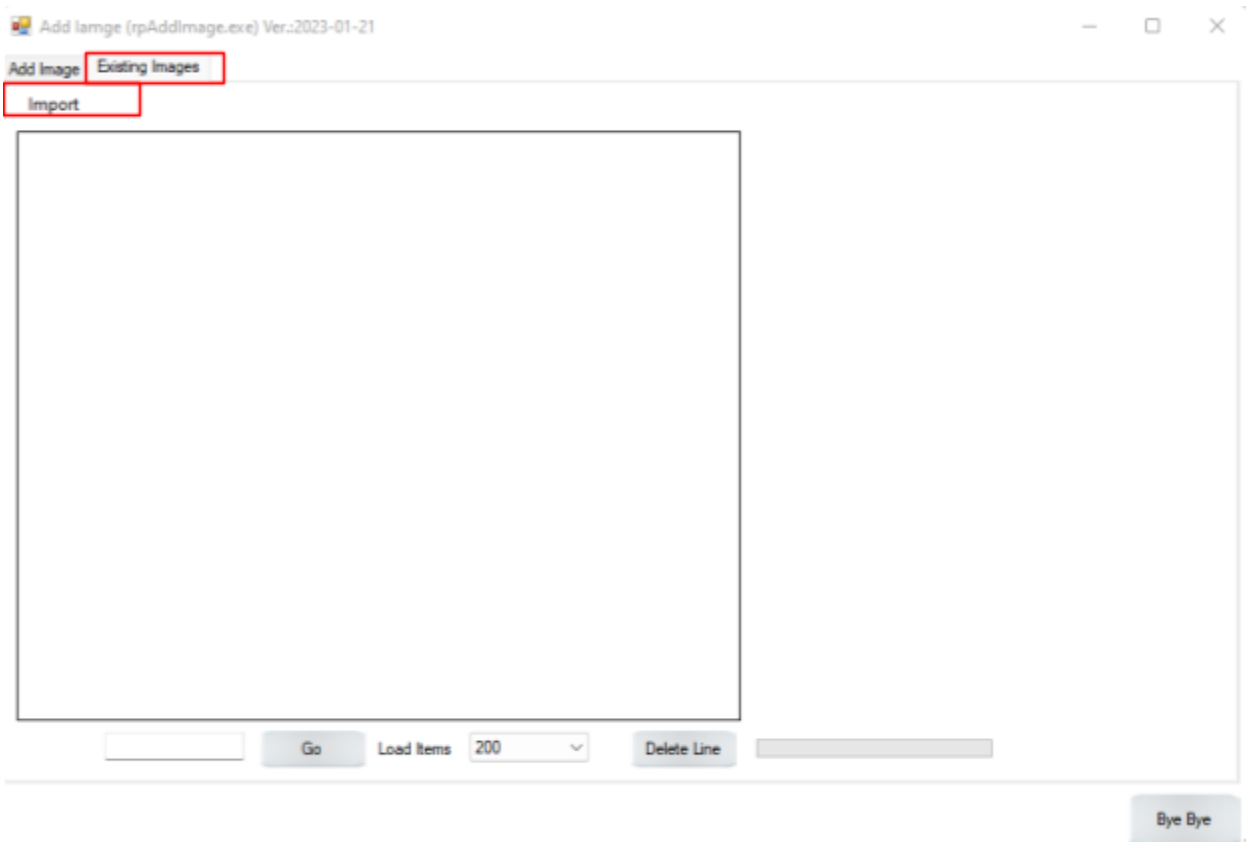 Add Iamge (rpAddImage.exe) Ver.:2023-01-21
Add Image Existing Images
Import
Go Load Items 200 Delete Line
Bye Bye